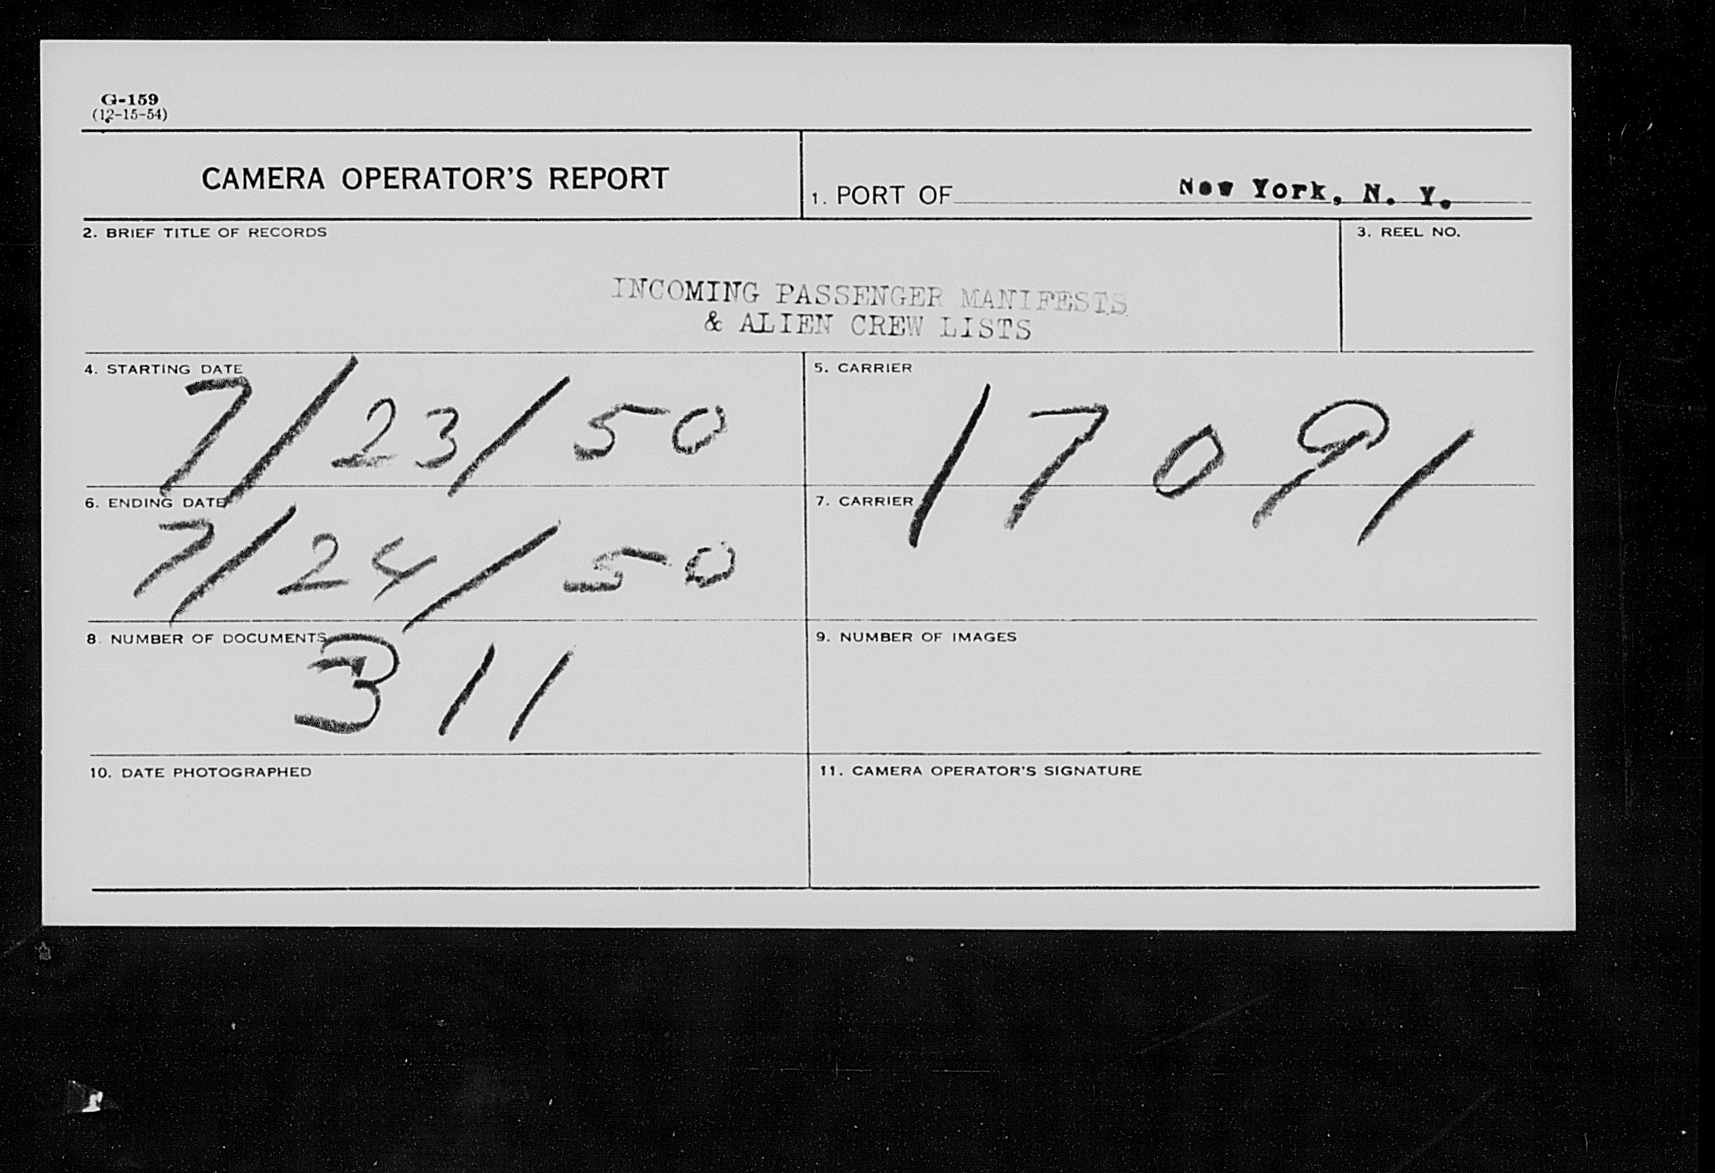 G-159
(12-15-54)
CAMERA OPERATOR'S REPORT
1. PORT OF New York, N. Y.
2. BRIEF TITLE OF RECORDS
3. REEL NO.
INCOMING PASSENGER MANIFESTS
& ALIEN CREW LISTS
4. STARTING DATE
7/23/50
5. CARRIER
17091
6. ENDING DATE
7/24/50
7. CARRIER
8. NUMBER OF DOCUMENTS
311
9. NUMBER OF IMAGES
10. DATE PHOTOGRAPHED
11. CAMERA OPERATOR'S SIGNATURE